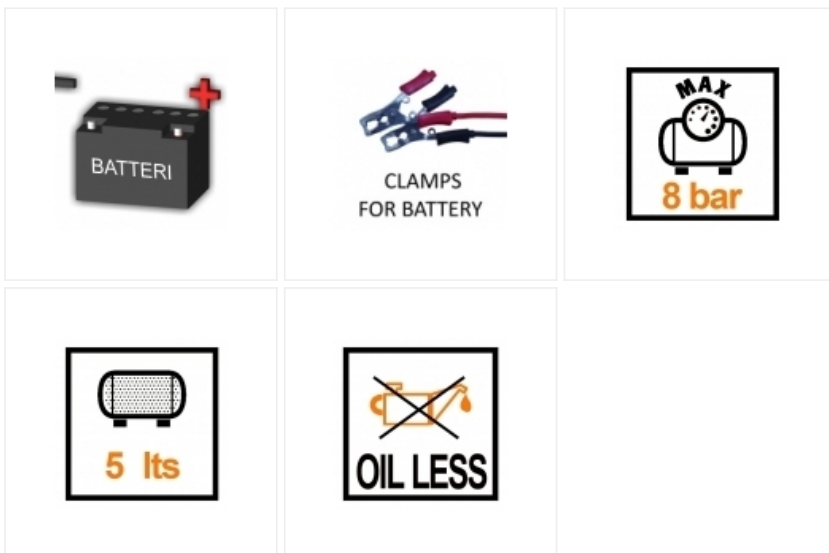 BATTERI
CLAMPS
FOR BATTERY
MAX
8 bar
5 lts
OIL LESS